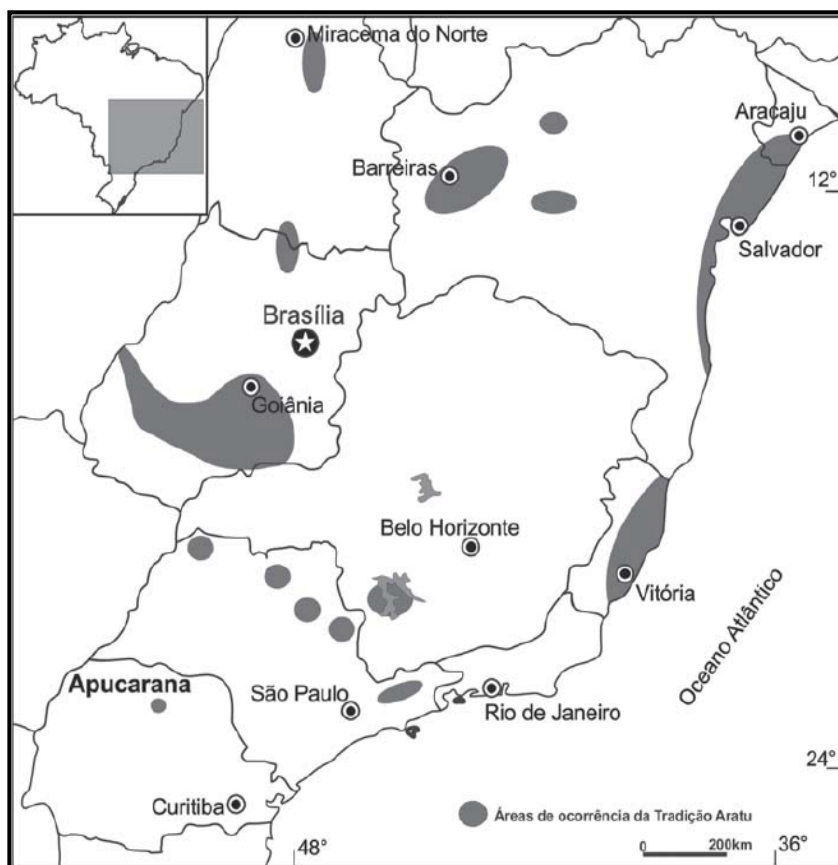 Miracema do Norte
Aracaju
Barreiras
12°
Salvador
Brasília
Goiânia
Belo Horizonte
Vitória
Oceano Atlântico
Apucarana
São Paulo
Rio de Janeiro
24°
Curitiba
Áreas de ocorrência da Tradição Aratu
48°
0 200km
36°